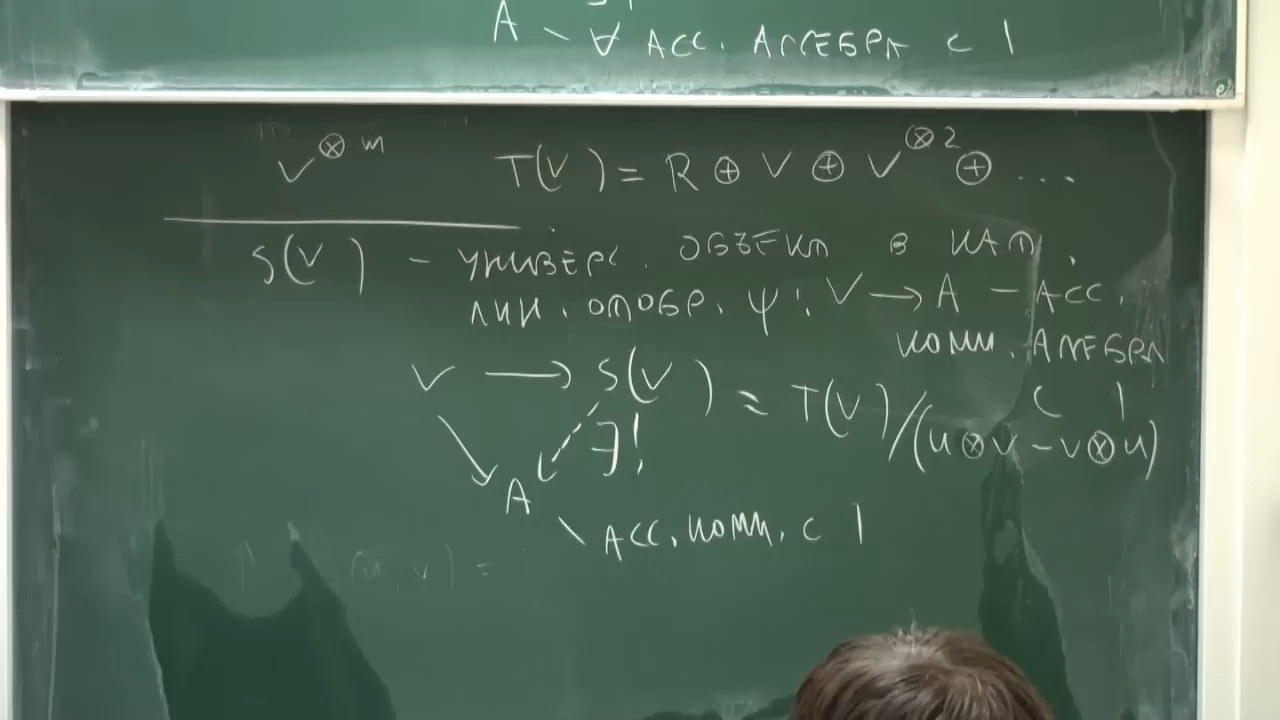 A - ∀ АСС. АЛГЕБРА С 1
V^{⊗ m} T(V) = R ⊕ V ⊕ V^{⊗ 2} ⊕ ...
S(V) - УНИВЕРС. ОБЪЕКТ В КАТ.
ЛИН. ОТОБР. ψ: V → A - АСС.
КОММ. АЛГЕБРА
С 1
V → S(V) = T(V)/(u⊗v - v⊗u)
∃!
A
АСС. КОММ. С 1
(u, v) =